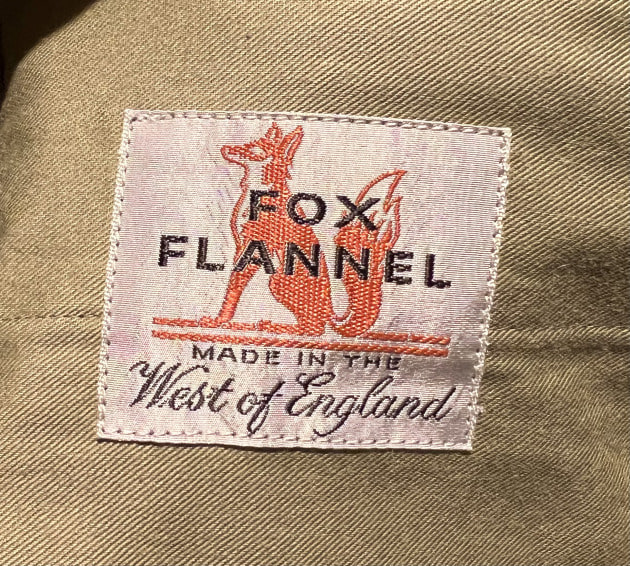 FOX
FLANNEL
MADE IN THE
West of England